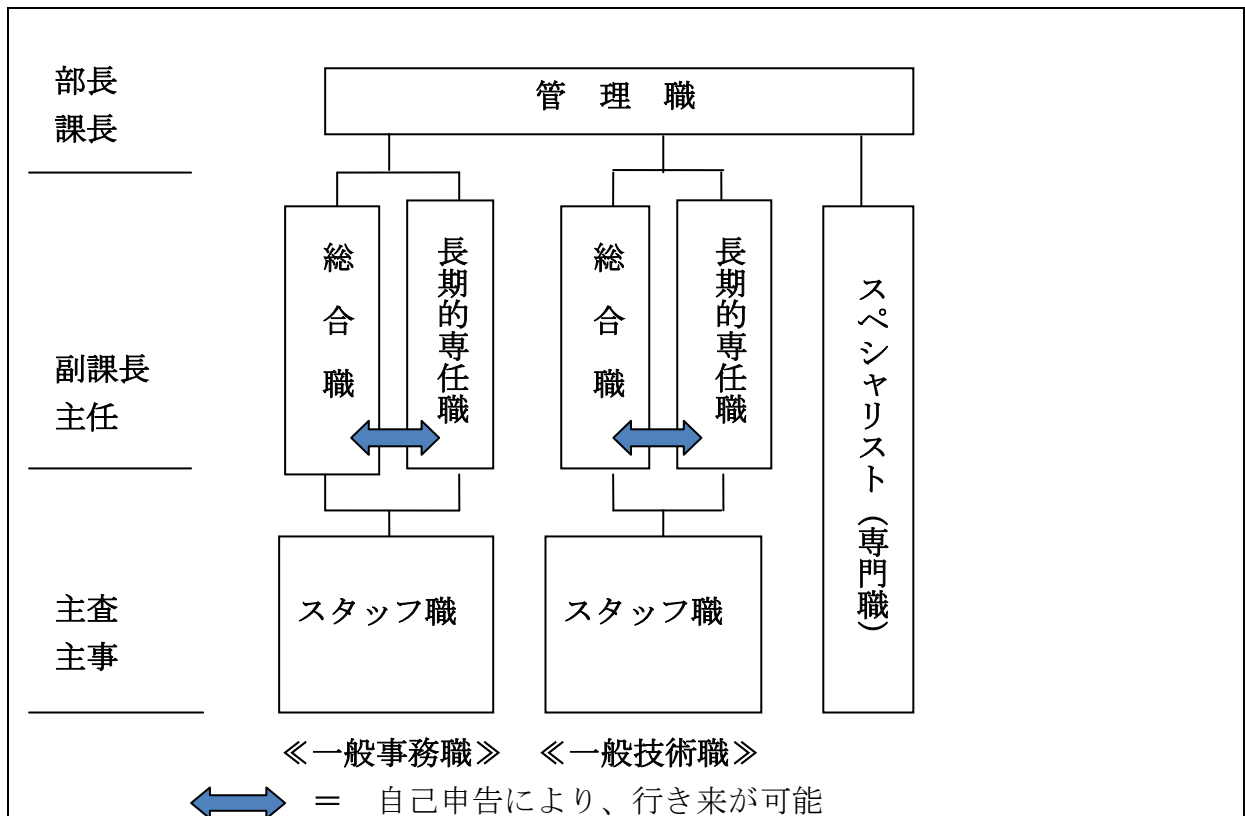 部長
課長
管 理 職
総合職
長期的専任職
総合職
長期的専任職
スペシャリスト（専門職）
副課長
主任
主査
主事
スタッフ職
スタッフ職
≪一般事務職≫
≪一般技術職≫
＝ 自己申告により、行き来が可能